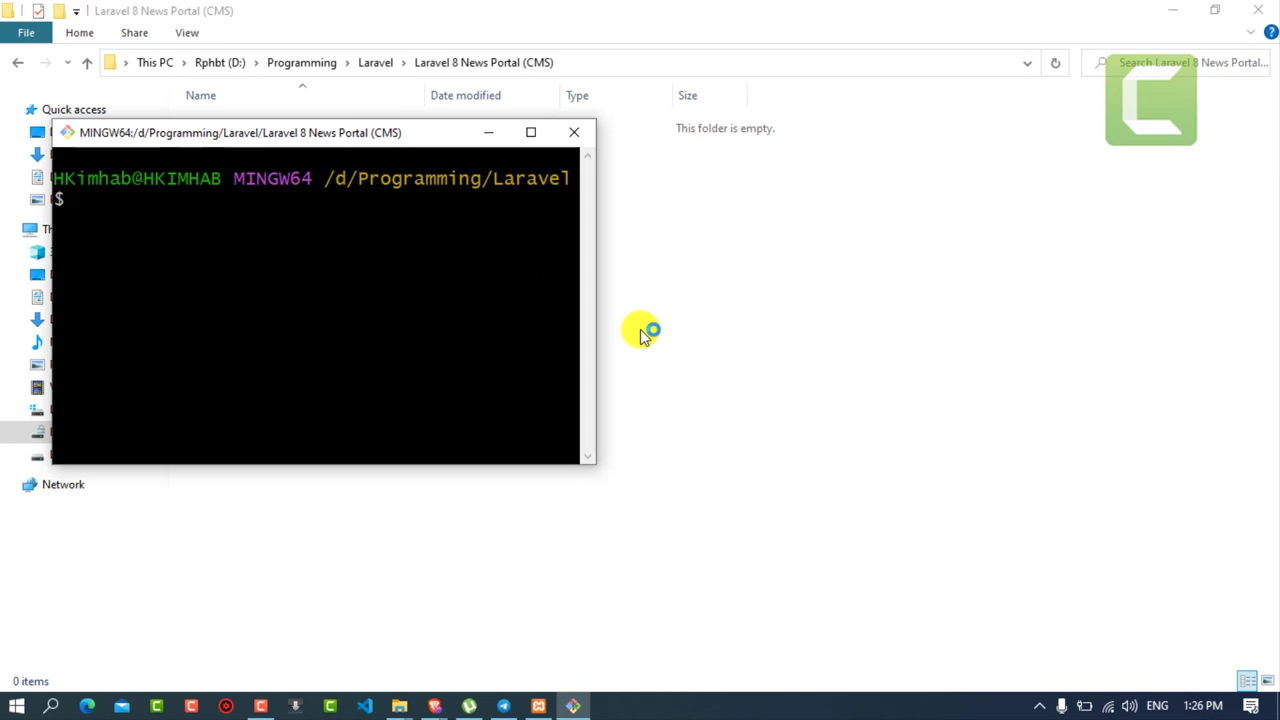 Laravel 8 News Portal (CMS)
File Home Share View
This PC Rphbt (D:) Programming Laravel Laravel 8 News Portal (CMS)
Search Laravel 8 News Portal...
Name Date modified Type Size
Quick access
This folder is empty.
MINGW64:/d/Programming/Laravel/Laravel 8 News Portal (CMS)
HKimhab@HKIMHAB MINGW64 /d/Programming/Laravel
$
Network
0 items
ENG 1:26 PM